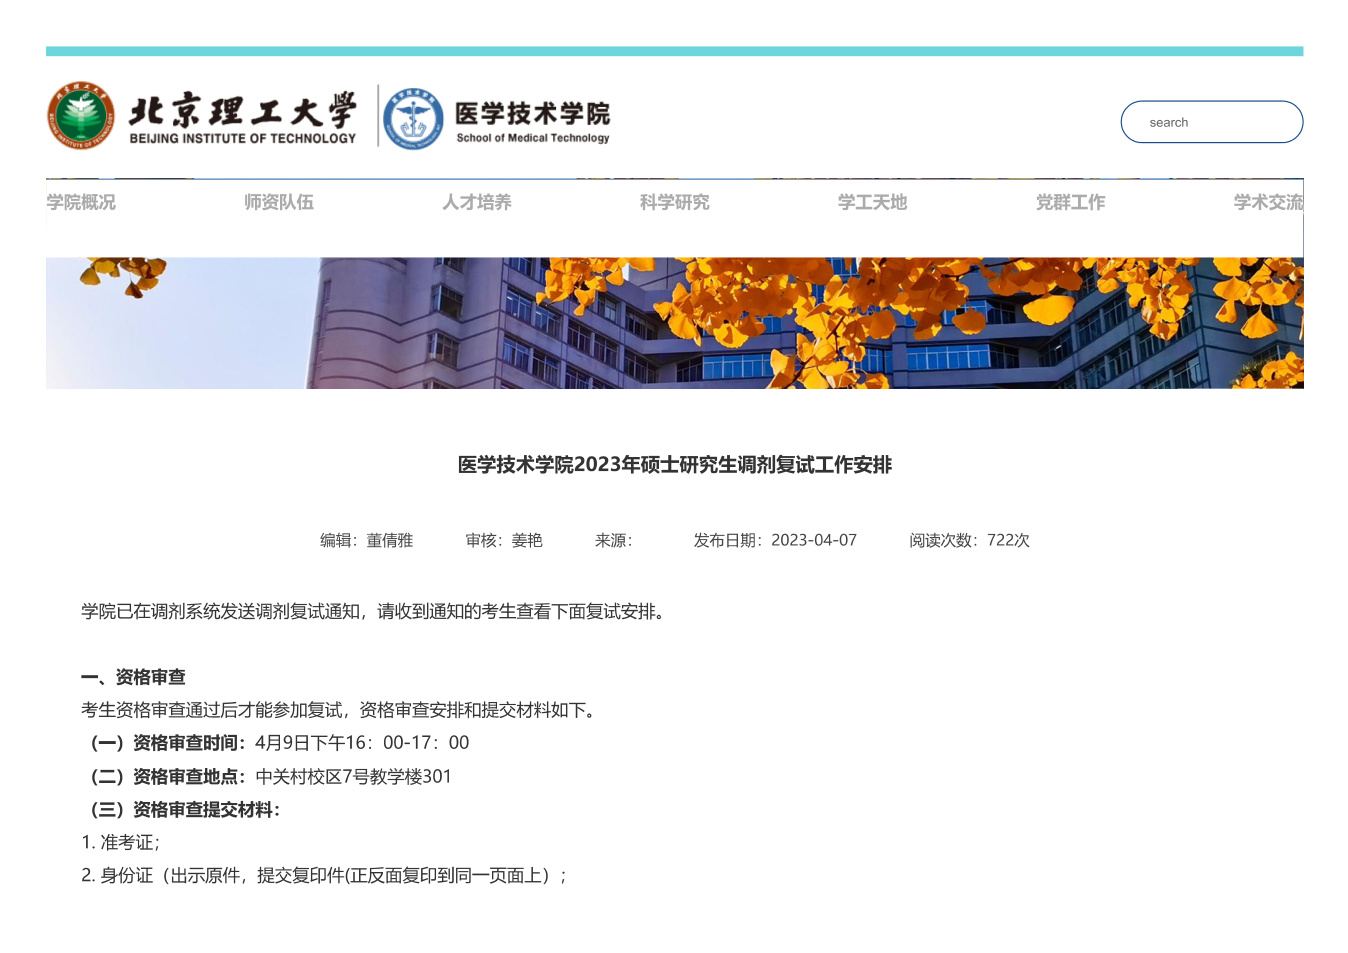 北京理工大学
BEIJING INSTITUTE OF TECHNOLOGY
医学技术学院
School of Medical Technology
search
学院概况 师资队伍 人才培养 科学研究 学工天地 党群工作 学术交流
医学技术学院2023年硕士研究生调剂复试工作安排
编辑：董倩雅 审核：姜艳 来源： 发布日期：2023-04-07 阅读次数：722次
学院已在调剂系统发送调剂复试通知，请收到通知的考生查看下面复试安排。
一、资格审查
考生资格审查通过后才能参加复试，资格审查安排和提交材料如下。
（一）资格审查时间：4月9日下午16：00-17：00
（二）资格审查地点：中关村校区7号教学楼301
（三）资格审查提交材料：
1. 准考证；
2. 身份证（出示原件，提交复印件(正反面复印到同一页面上）；